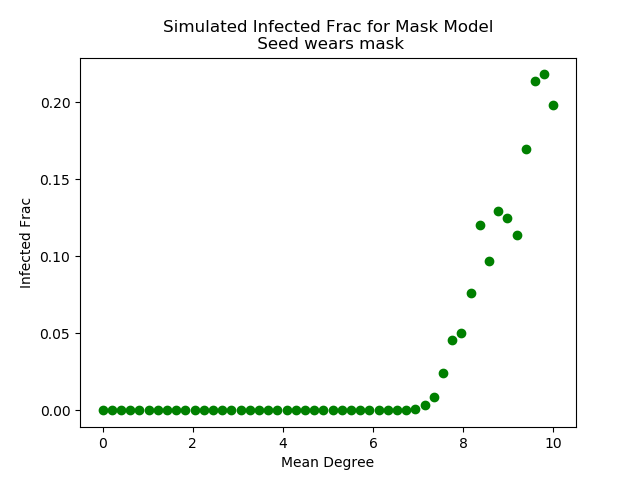 Simulated Infected Frac for Mask Model
Seed wears mask
0.20
0.15
0.10
0.05
0.00
Infected Frac
0 2 4 6 8 10
Mean Degree